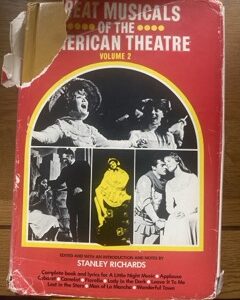 REAT MUSICALS
OF THE
MERICAN THEATRE
VOLUME 2
EDITED AND WITH AN INTRODUCTION AND NOTES BY
STANLEY RICHARDS
Complete book and lyrics for A Little Night Music • Applause
Cabaret • Camelot • Fiorello • Lady in the Dark • Leave It To Me
Lost in the Stars • Man of La Mancha • Wonderful Town